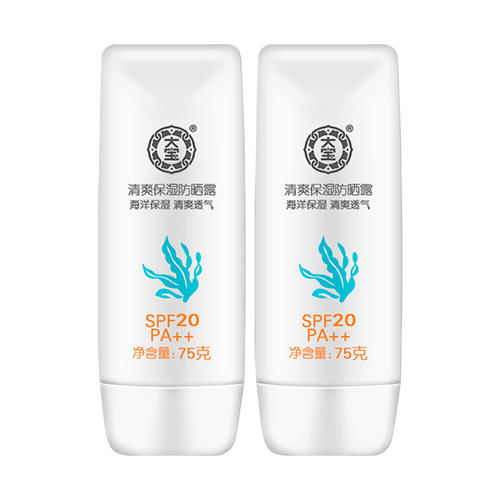 大宝®
清爽保湿防晒露
海洋保湿 清爽透气
SPF20
PA++
净含量: 75克
大宝®
清爽保湿防晒露
海洋保湿 清爽透气
SPF20
PA++
净含量: 75克